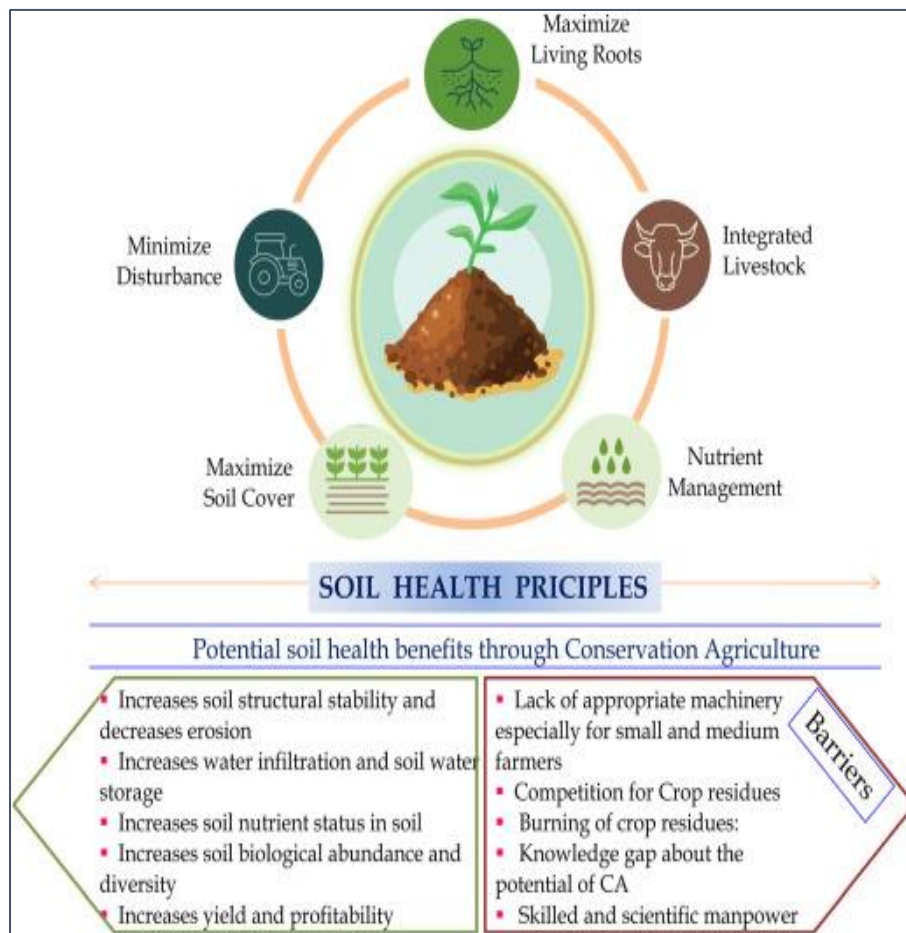 Maximize
Living Roots
Minimize
Disturbance
Integrated
Livestock
Maximize
Soil Cover
Nutrient
Management
SOIL HEALTH PRICIPLES
Potential soil health benefits through Conservation Agriculture
▪ Increases soil structural stability and
decreases erosion
▪ Increases water infiltration and soil water
storage
▪ Increases soil nutrient status in soil
▪ Increases soil biological abundance and
diversity
▪ Increases yield and profitability
▪ Lack of appropriate machinery
especially for small and medium
farmers
▪ Competition for Crop residues
▪ Burning of crop residues:
▪ Knowledge gap about the
potential of CA
▪ Skilled and scientific manpower
Barriers